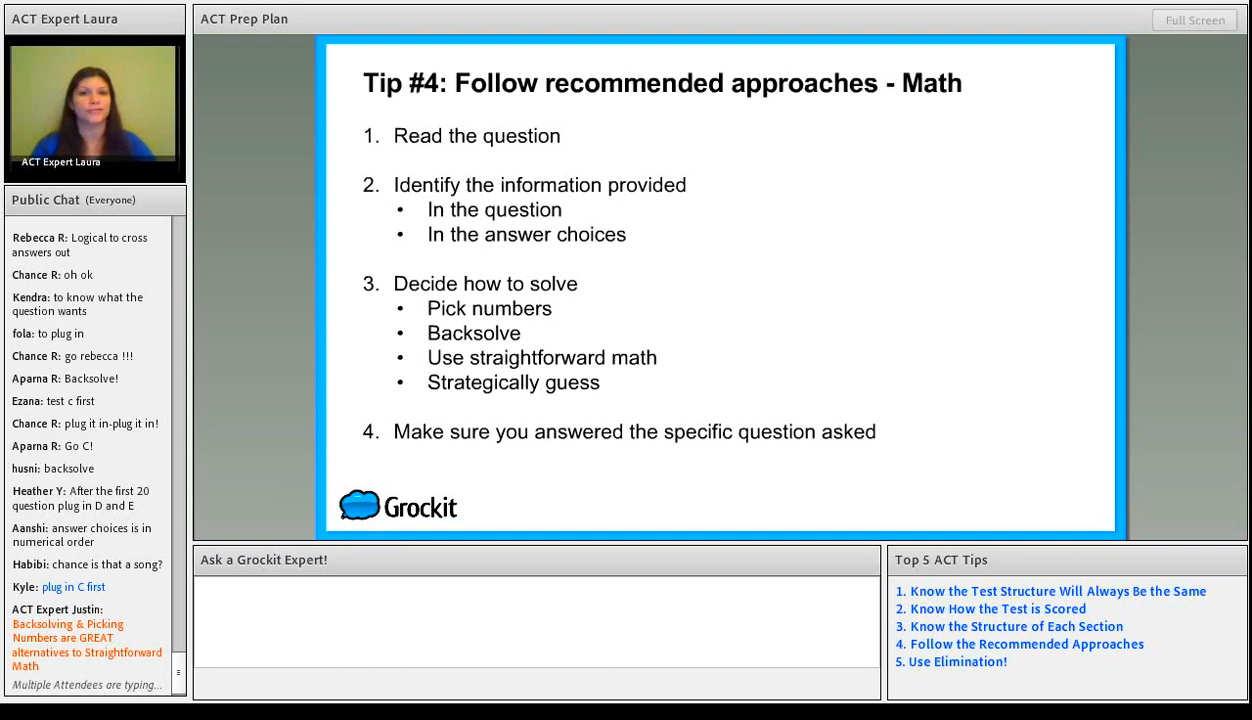 ACT Expert Laura
ACT Expert Laura
Public Chat (Everyone)
Rebecca R: Logical to cross
answers out
Chance R: oh ok
Kendra: to know what the
question wants
fola: to plug in
Chance R: go rebecca !!!
Aparna R: Backsolve!
Ezana: test c first
Chance R: plug it in-plug it in!
Aparna R: Go C!
husni: backsolve
Heather Y: After the first 20
question plug in D and E
Aanshi: answer choices is in
numerical order
Habibi: chance is that a song?
Kyle: plug in C first
ACT Expert Justin:
Backsolving & Picking
Numbers are GREAT
alternatives to Straightforward
Math
Multiple Attendees are typing...
ACT Prep Plan
Full Screen
Tip #4: Follow recommended approaches - Math
1. Read the question
2. Identify the information provided
• In the question
• In the answer choices
3. Decide how to solve
• Pick numbers
• Backsolve
• Use straightforward math
• Strategically guess
4. Make sure you answered the specific question asked
Grockit
Ask a Grockit Expert!
Top 5 ACT Tips
1. Know the Test Structure Will Always Be the Same
2. Know How the Test is Scored
3. Know the Structure of Each Section
4. Follow the Recommended Approaches
5. Use Elimination!